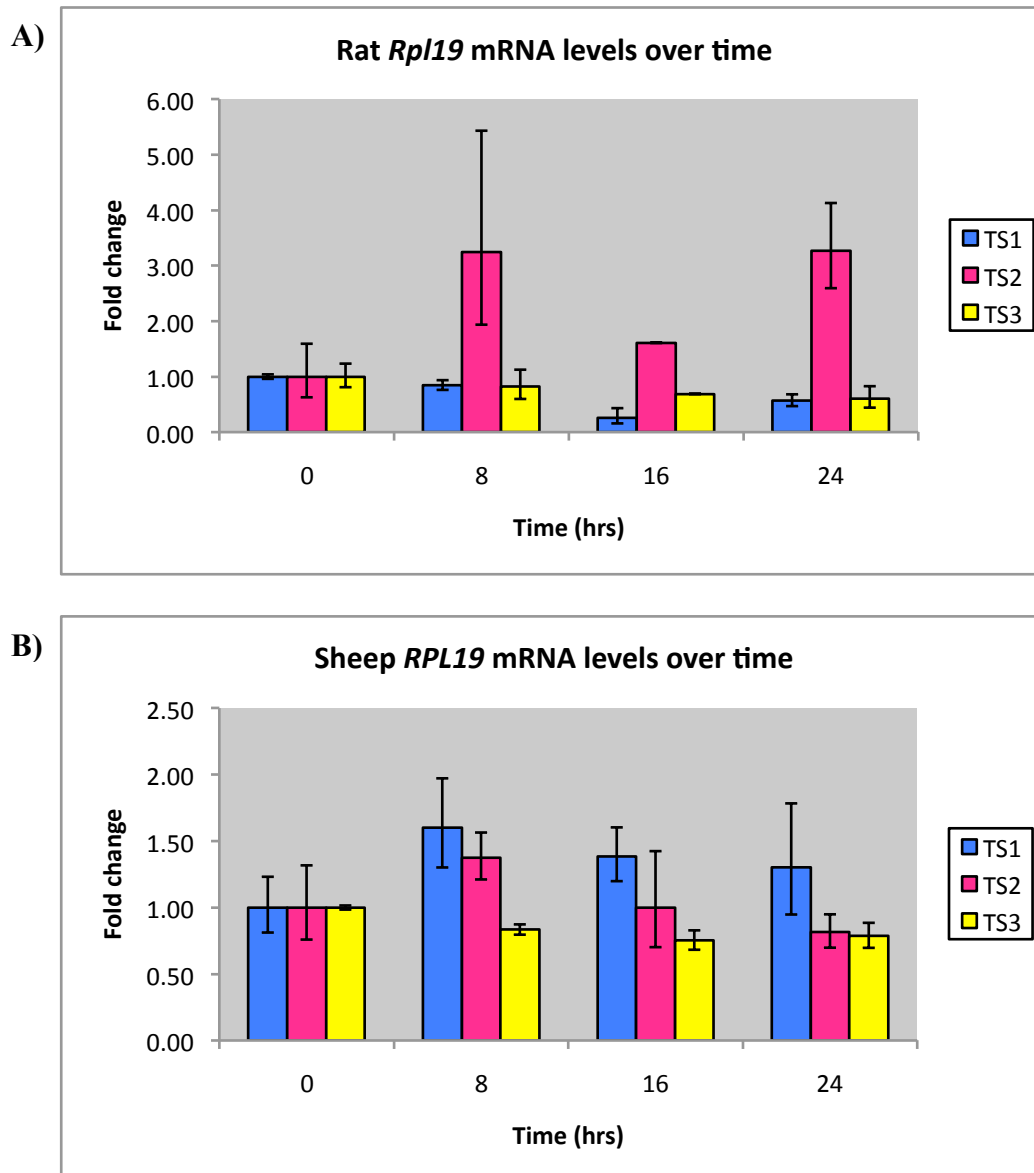 A)
Rat Rpl19 mRNA levels over time
6.00
5.00
4.00
3.00
2.00
1.00
0.00
Fold change
0 8 16 24
Time (hrs)
TS1
TS2
TS3
B)
Sheep RPL19 mRNA levels over time
2.50
2.00
1.50
1.00
0.50
0.00
Fold change
0 8 16 24
Time (hrs)
TS1
TS2
TS3